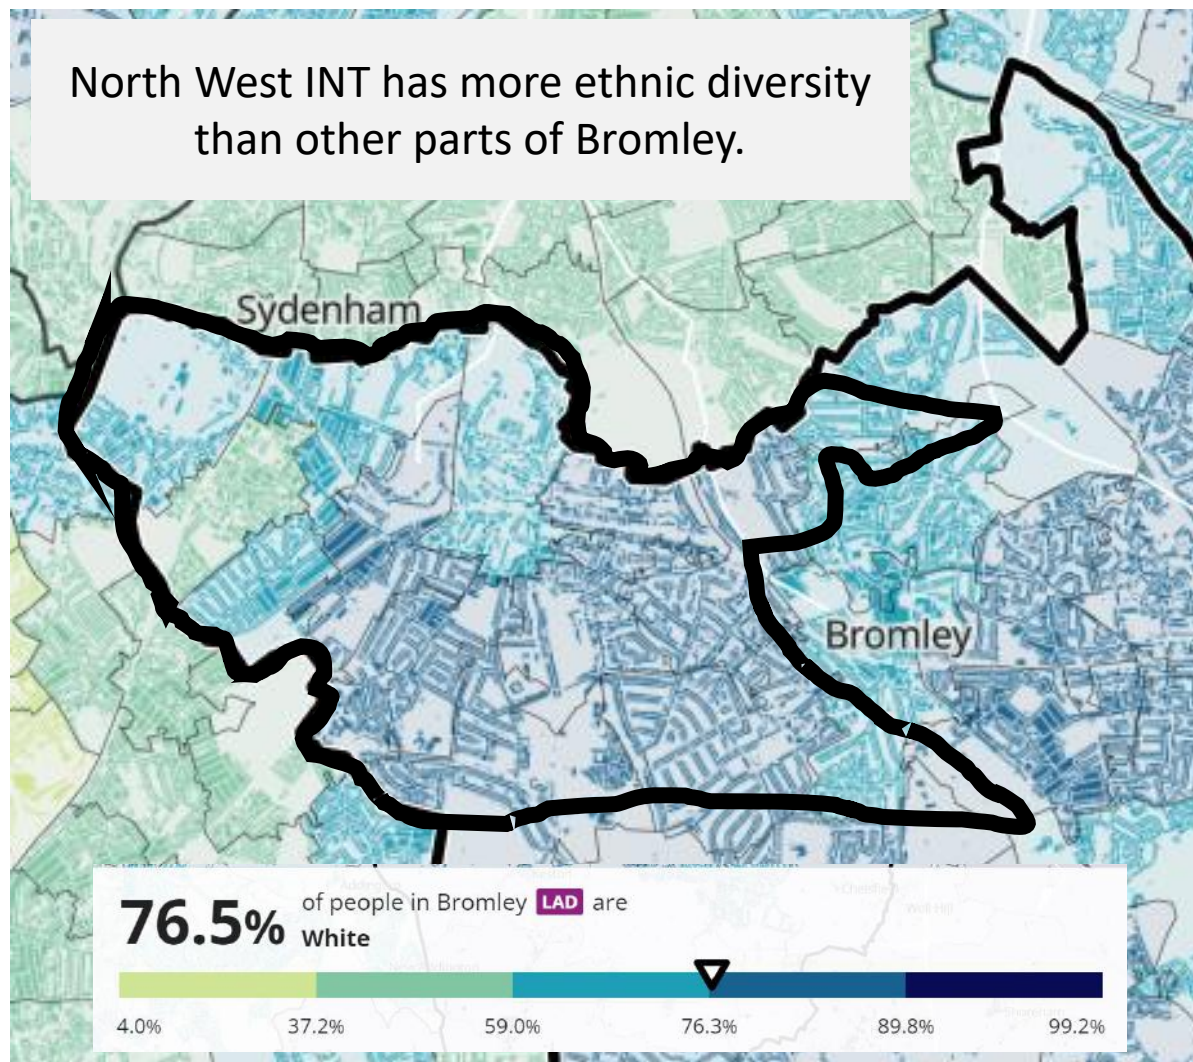 North West INT has more ethnic diversity
than other parts of Bromley.
Sydenham
Bromley
76.5%
of people in Bromley LAD are
White
4.0% 37.2% 59.0% 76.3% 89.8% 99.2%